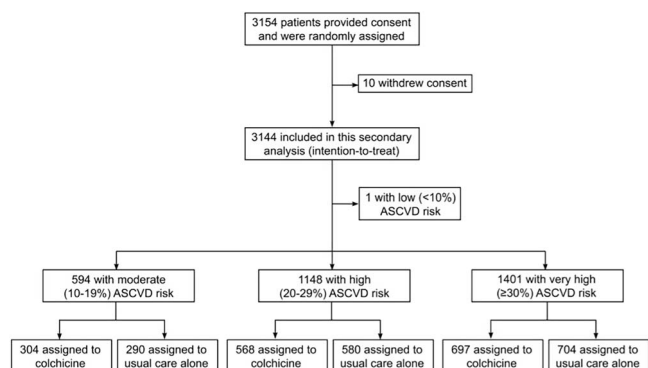 3154 patients provided consent
and were randomly assigned
10 withdrew consent
3144 included in this secondary
analysis (intention-to-treat)
1 with low (<10%)
ASCVD risk
594 with moderate
(10-19%) ASCVD risk
1148 with high
(20-29%) ASCVD risk
1401 with very high
(≥30%) ASCVD risk
304 assigned to
colchicine
290 assigned to
usual care alone
568 assigned to
colchicine
580 assigned to
usual care alone
697 assigned to
colchicine
704 assigned to
usual care alone